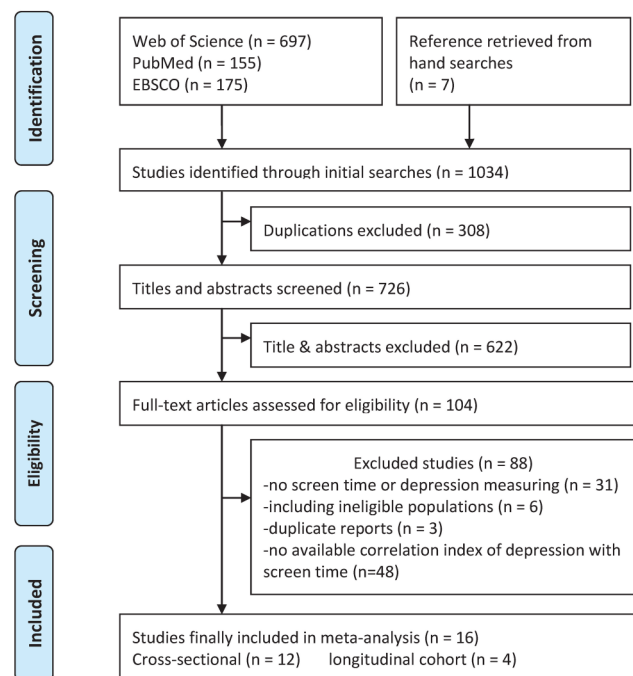 Identification
Web of Science (n = 697)
PubMed (n = 155)
EBSCO (n = 175)
Reference retrieved from
hand searches
(n = 7)
Studies identified through initial searches (n = 1034)
Screening
Duplications excluded (n = 308)
Titles and abstracts screened (n = 726)
Title & abstracts excluded (n = 622)
Eligibility
Full-text articles assessed for eligibility (n = 104)
Excluded studies (n = 88)
-no screen time or depression measuring (n = 31)
-including ineligible populations (n = 6)
-duplicate reports (n = 3)
-no available correlation index of depression with
screen time (n=48)
Included
Studies finally included in meta-analysis (n = 16)
Cross-sectional (n = 12) longitudinal cohort (n = 4)